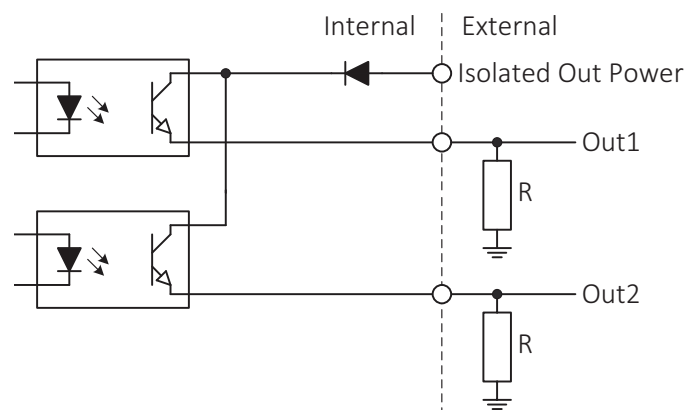 Internal External
Isolated Out Power
Out1
R
Out2
R